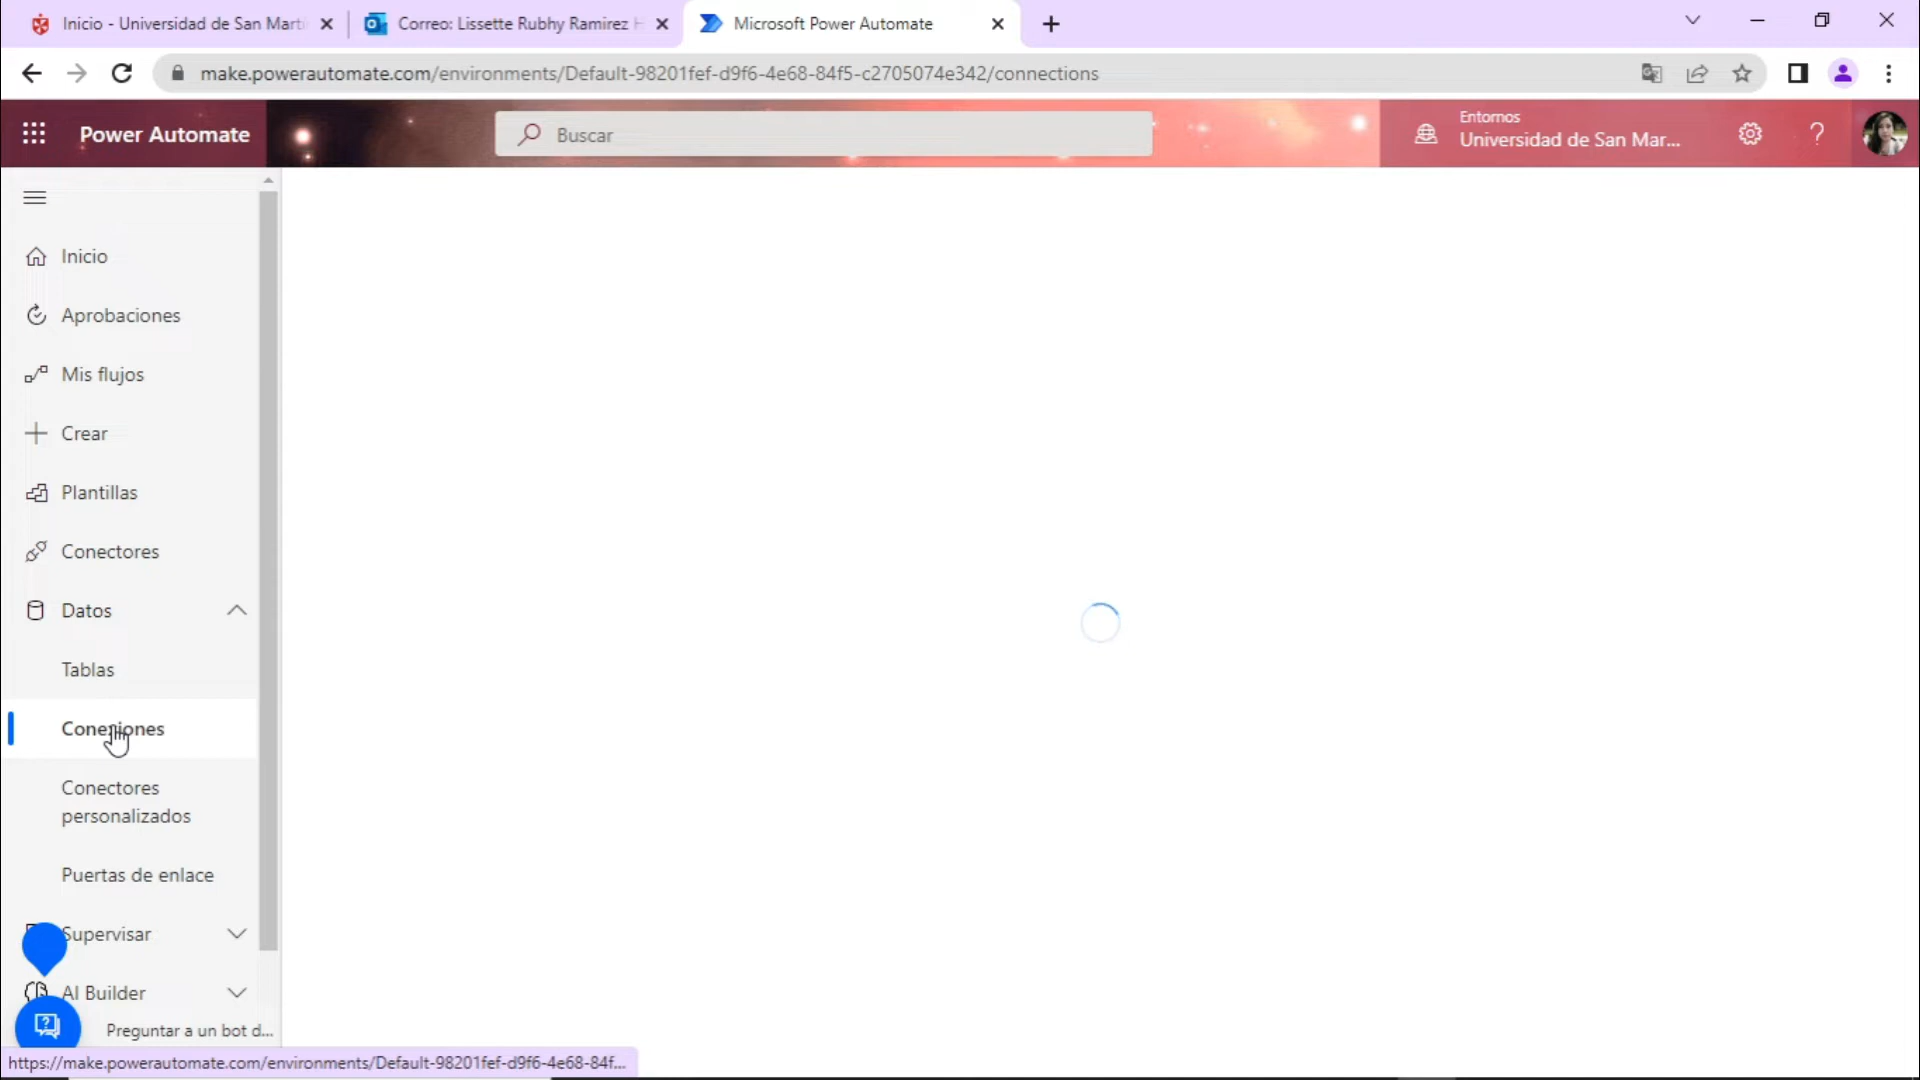 Inicio - Universidad de San Marti
Correo: Lissette Rubhy Ramirez H
Microsoft Power Automate
make.powerautomate.com/environments/Default-98201fef-d9f6-4e68-84f5-c2705074e342/connections
Power Automate
Buscar
Entornos
Universidad de San Mar...
Inicio
Aprobaciones
Mis flujos
Crear
Plantillas
Conectores
Datos
Tablas
Conexiones
Conectores
personalizados
Puertas de enlace
Supervisar
AI Builder
Preguntar a un bot d...
https://make.powerautomate.com/environments/Default-98201fef-d9f6-4e68-84f...